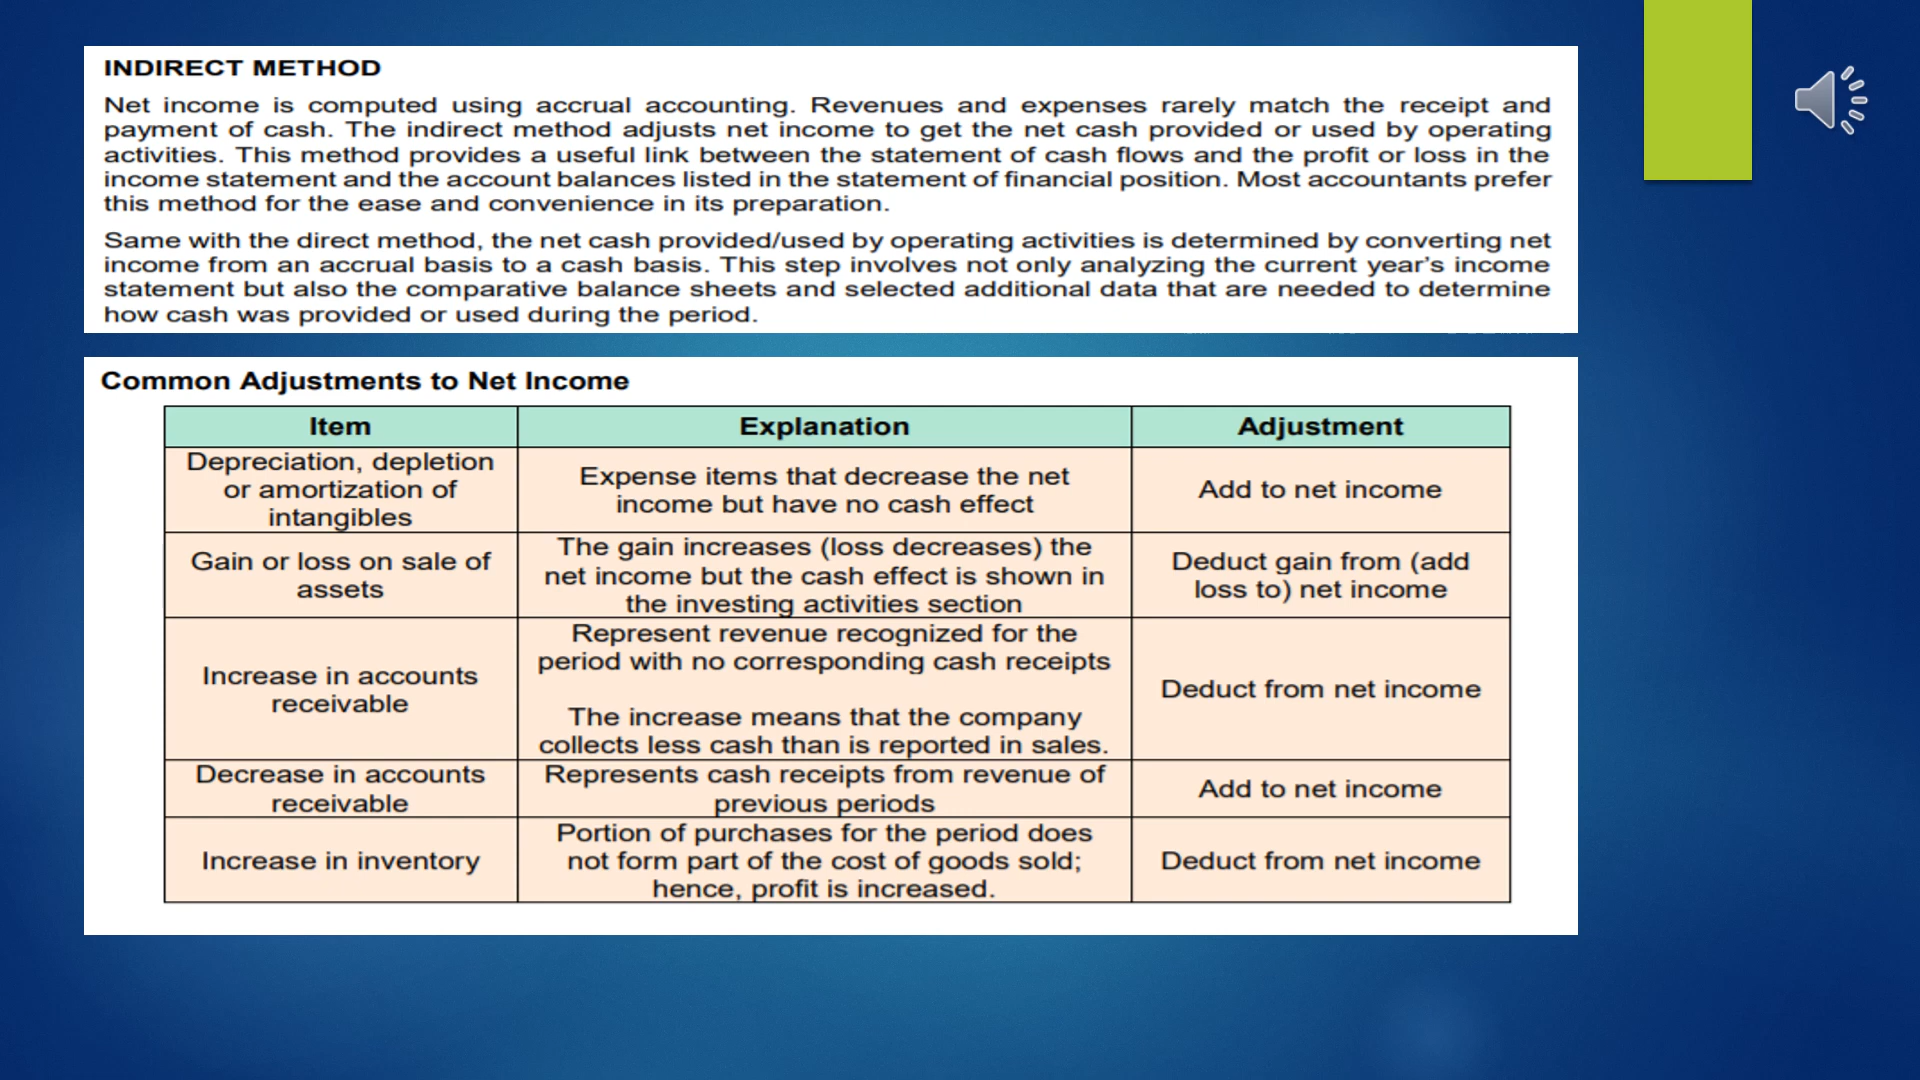 INDIRECT METHOD
Net income is computed using accrual accounting. Revenues and expenses rarely match the receipt and
payment of cash. The indirect method adjusts net income to get the net cash provided or used by operating
activities. This method provides a useful link between the statement of cash flows and the profit or loss in the
income statement and the account balances listed in the statement of financial position. Most accountants prefer
this method for the ease and convenience in its preparation.
Same with the direct method, the net cash provided/used by operating activities is determined by converting net
income from an accrual basis to a cash basis. This step involves not only analyzing the current year’s income
statement but also the comparative balance sheets and selected additional data that are needed to determine
how cash was provided or used during the period.
Common Adjustments to Net Income
Item Explanation Adjustment
Depreciation, depletion
or amortization of
intangibles
Expense items that decrease the net
income but have no cash effect
Add to net income
Gain or loss on sale of
assets
The gain increases (loss decreases) the
net income but the cash effect is shown in
the investing activities section
Deduct gain from (add
loss to) net income
Increase in accounts
receivable
Represent revenue recognized for the
period with no corresponding cash receipts
The increase means that the company
collects less cash than is reported in sales.
Deduct from net income
Decrease in accounts
receivable
Represents cash receipts from revenue of
previous periods
Add to net income
Increase in inventory
Portion of purchases for the period does
not form part of the cost of goods sold;
hence, profit is increased.
Deduct from net income